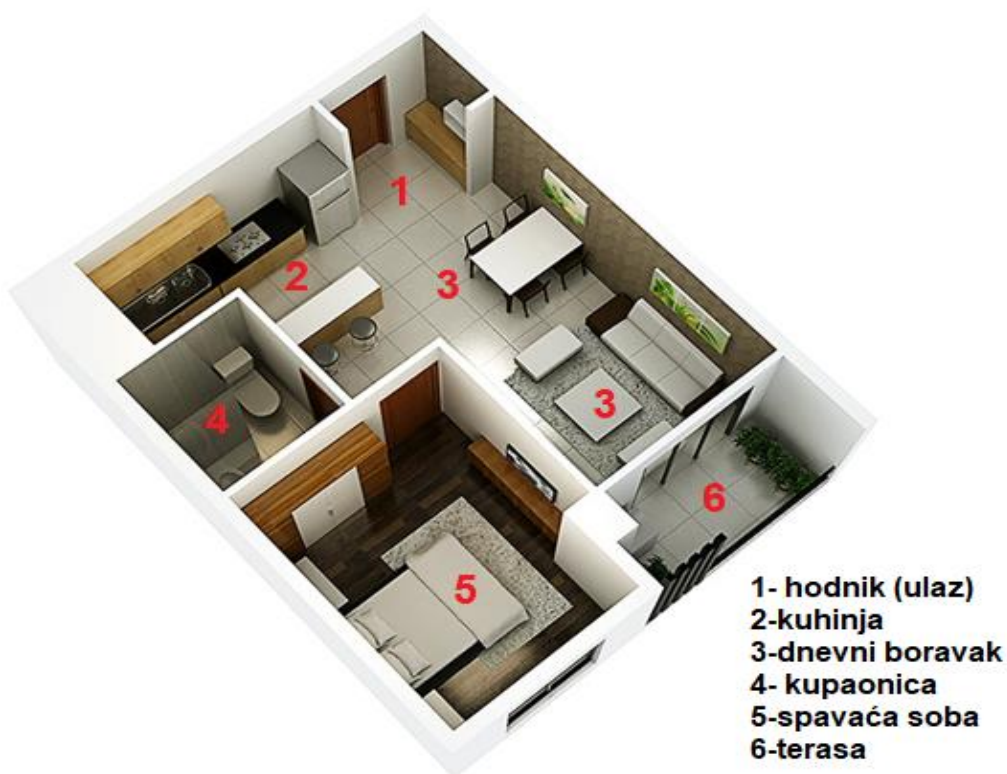 1
2
3
3
4
5
6
1- hodnik (ulaz)
2-kuhinja
3-dnevni boravak
4- kupaonica
5-spavaća soba
6-terasa